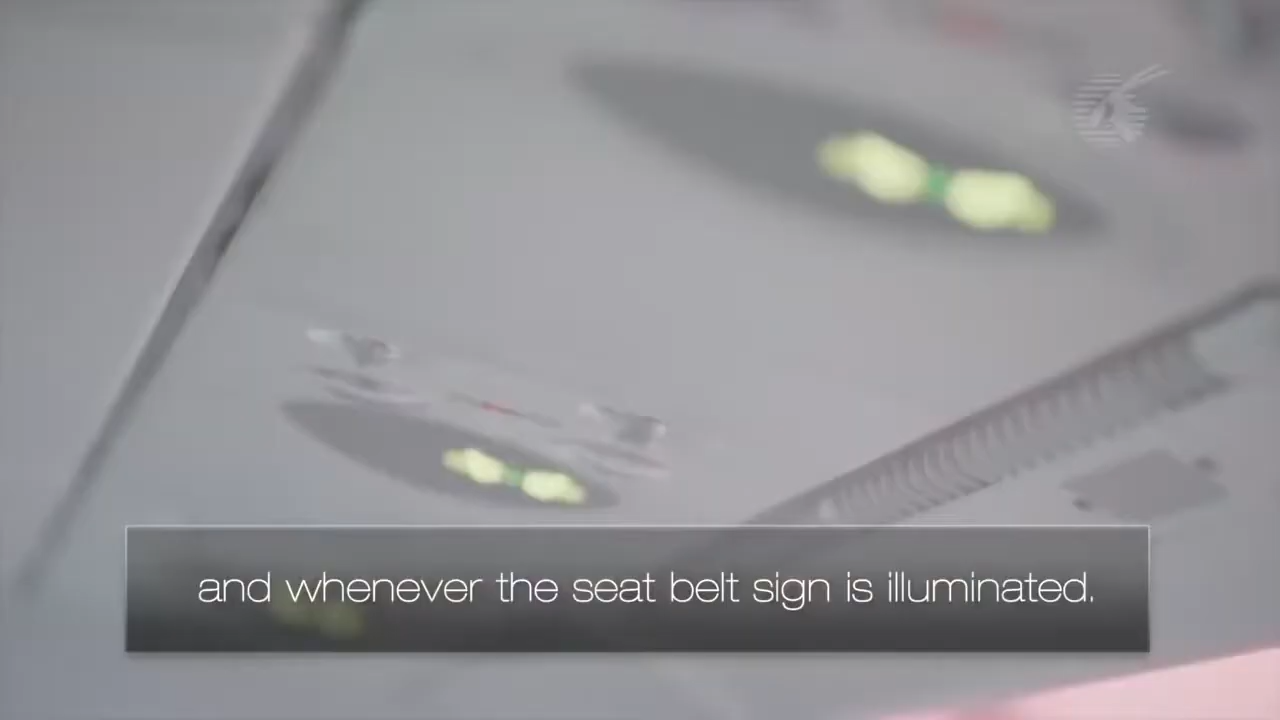 and whenever the seat belt sign is illuminated.